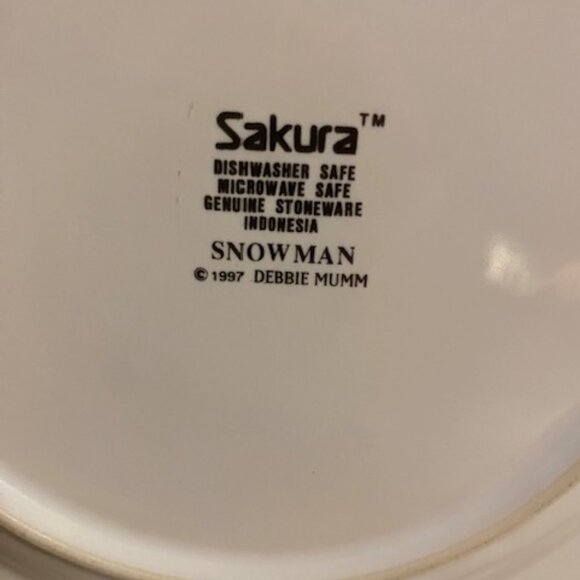 Sakura™
DISHWASHER SAFE
MICROWAVE SAFE
GENUINE STONEWARE
INDONESIA
SNOWMAN
© 1997 DEBBIE MUMM